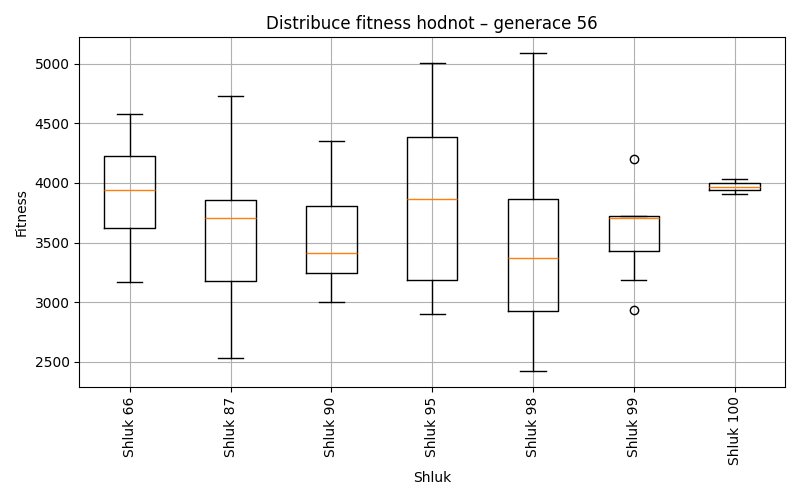 Distribuce fitness hodnot – generace 56
Fitness
5000
4500
4000
3500
3000
2500
Shluk 66
Shluk 87
Shluk 90
Shluk 95
Shluk 98
Shluk 99
Shluk 100
Shluk